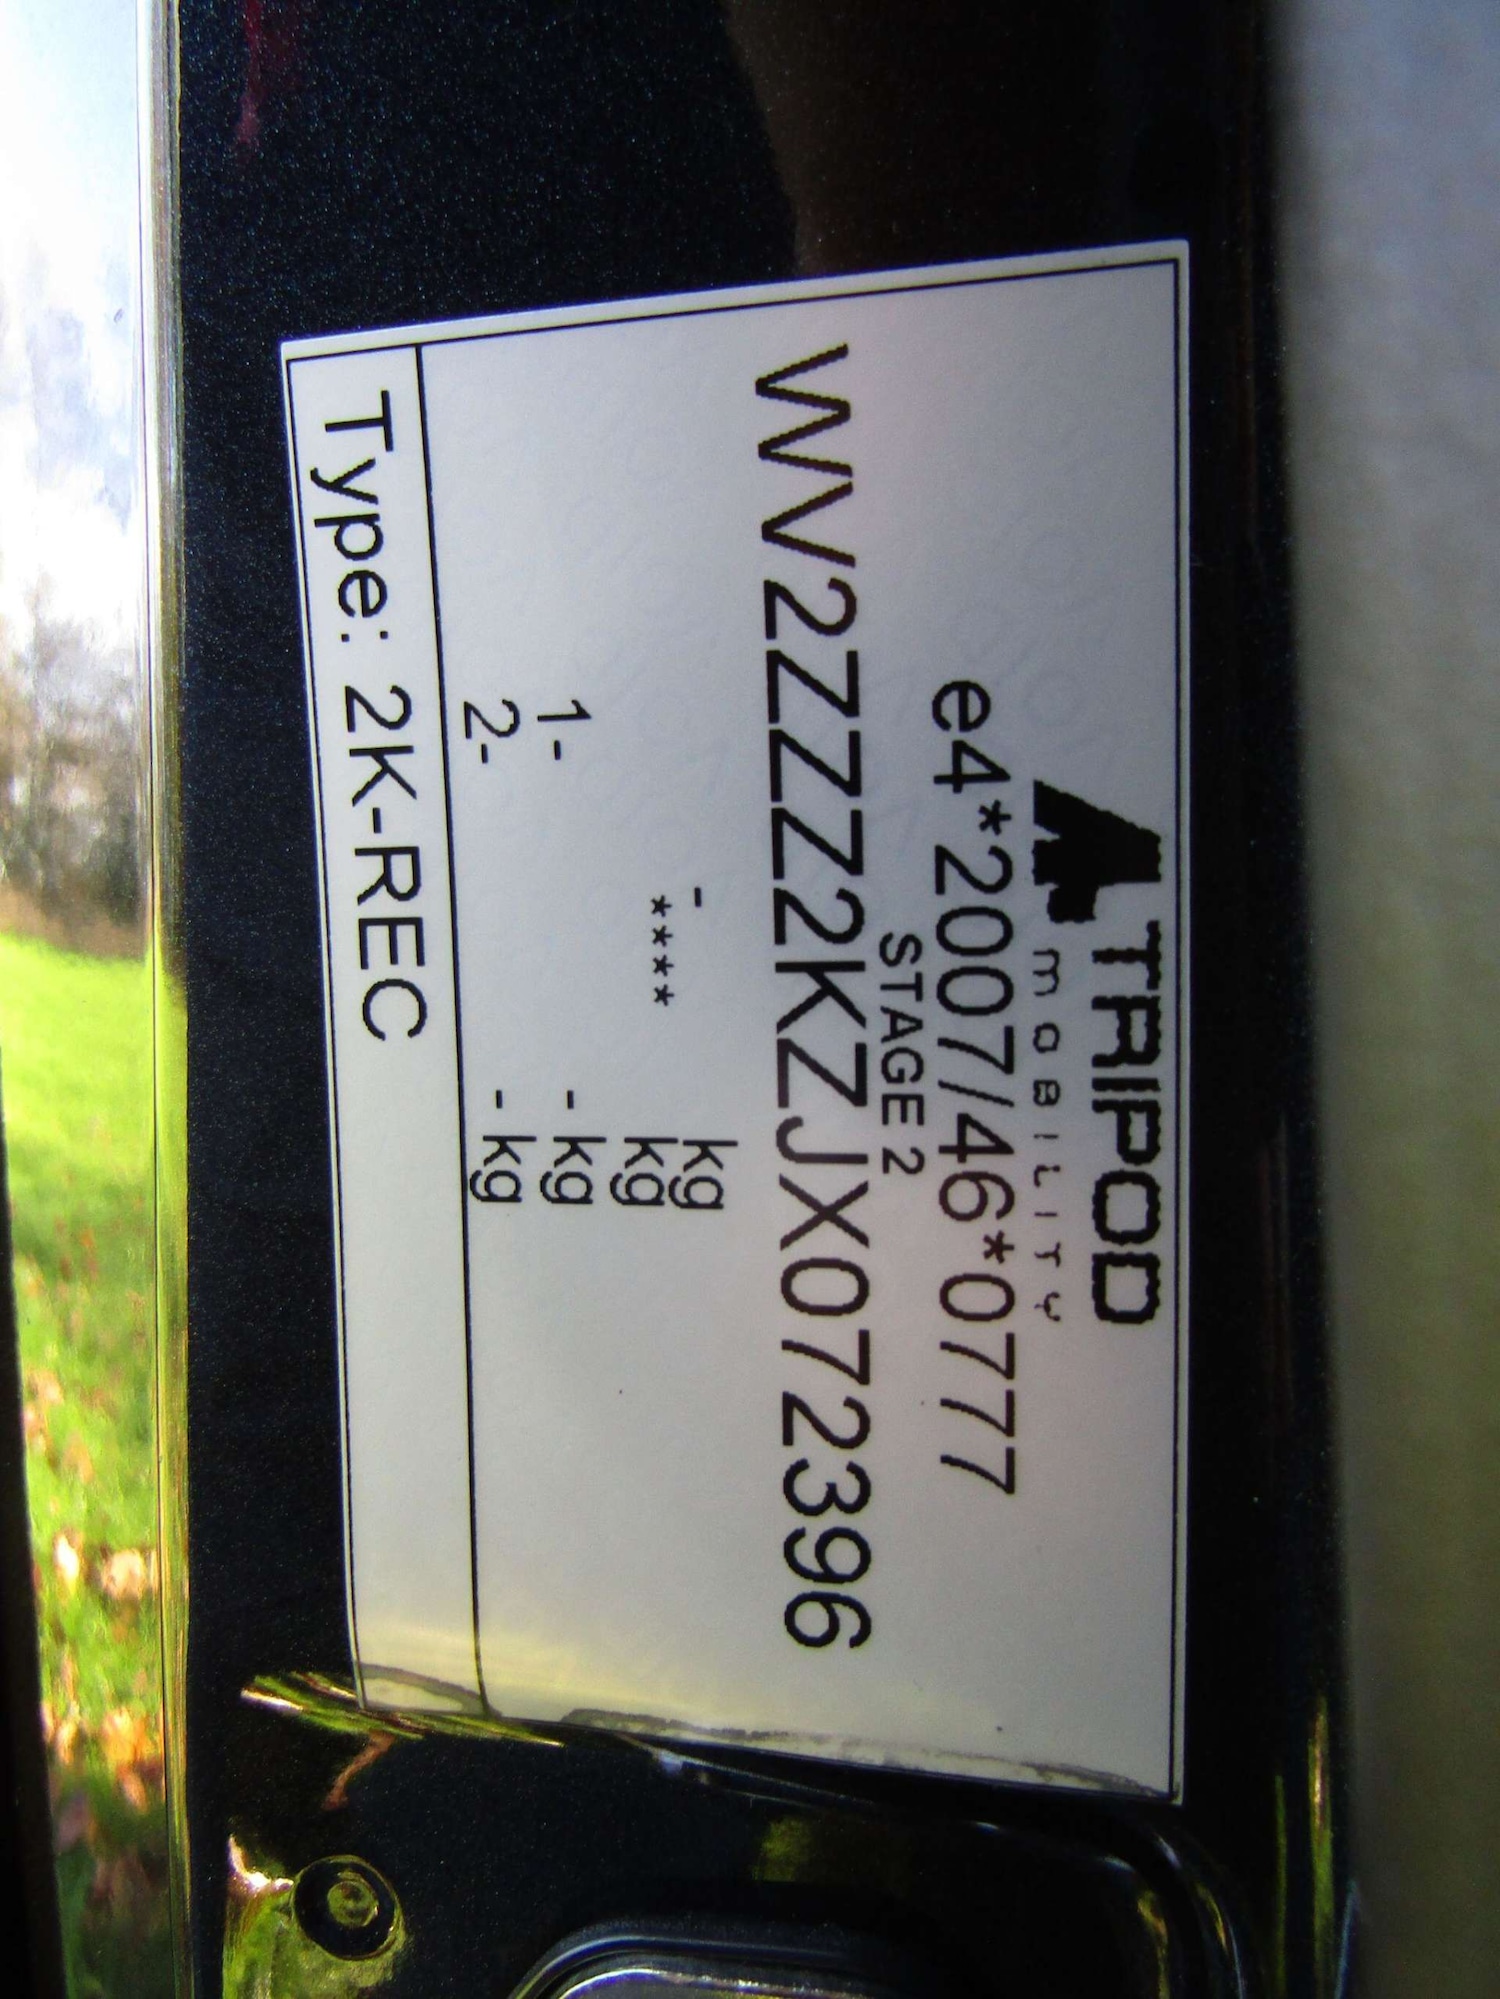 TRIPOD
MOBILITY
e4*2007/46*0777
STAGE 2
WV2ZZZ2KZJX072396
- kg
**** kg
1- - kg
2- - kg
Type: 2K-REC